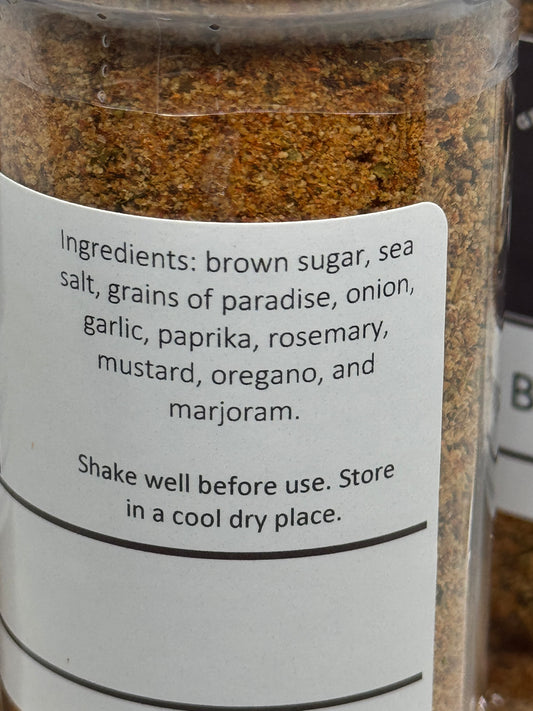 Ingredients: brown sugar, sea
salt, grains of paradise, onion,
garlic, paprika, rosemary,
mustard, oregano, and
marjoram.
Shake well before use. Store
in a cool dry place.
B